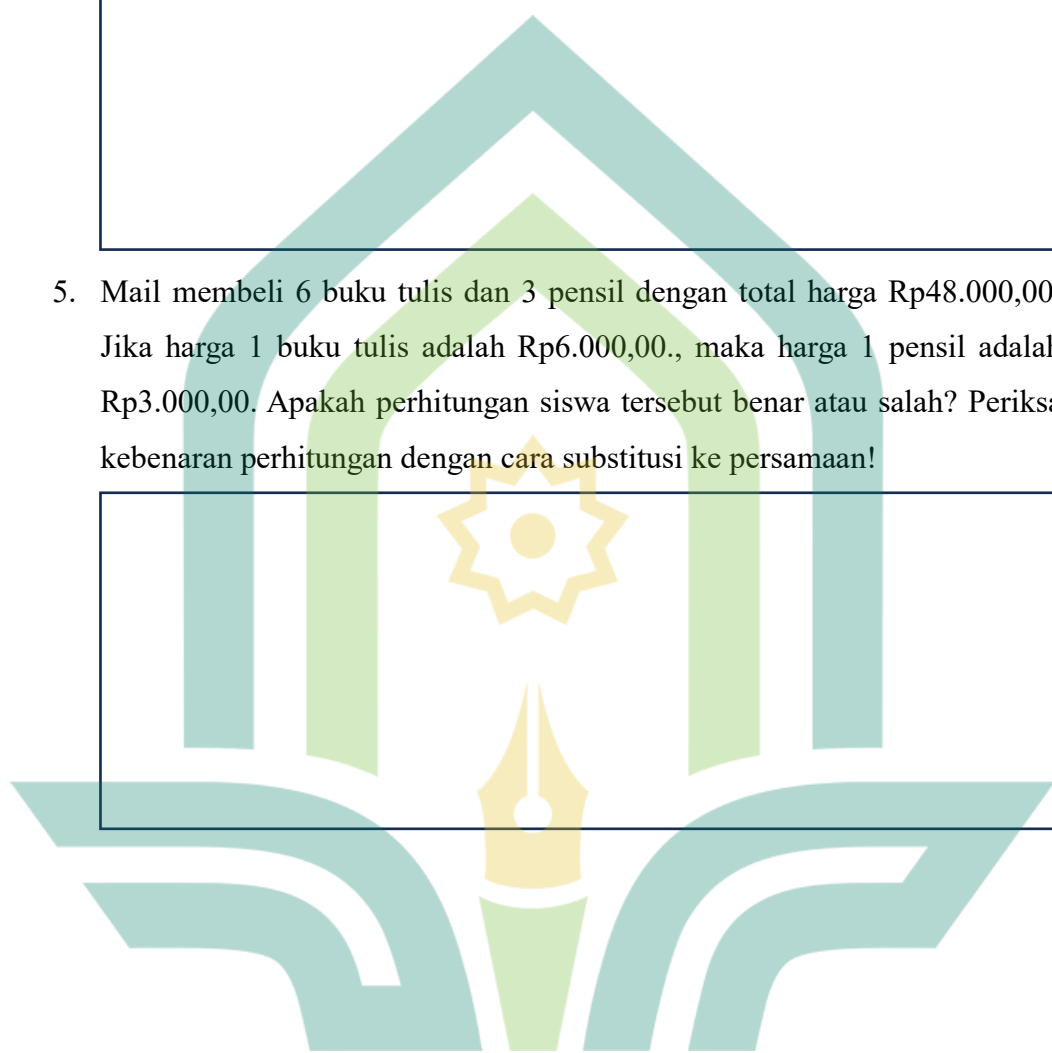 5. Mail membeli 6 buku tulis dan 3 pensil dengan total harga Rp48.000,00
Jika harga 1 buku tulis adalah Rp6.000,00., maka harga 1 pensil adalah
Rp3.000,00. Apakah perhitungan siswa tersebut benar atau salah? Periksa
kebenaran perhitungan dengan cara substitusi ke persamaan!